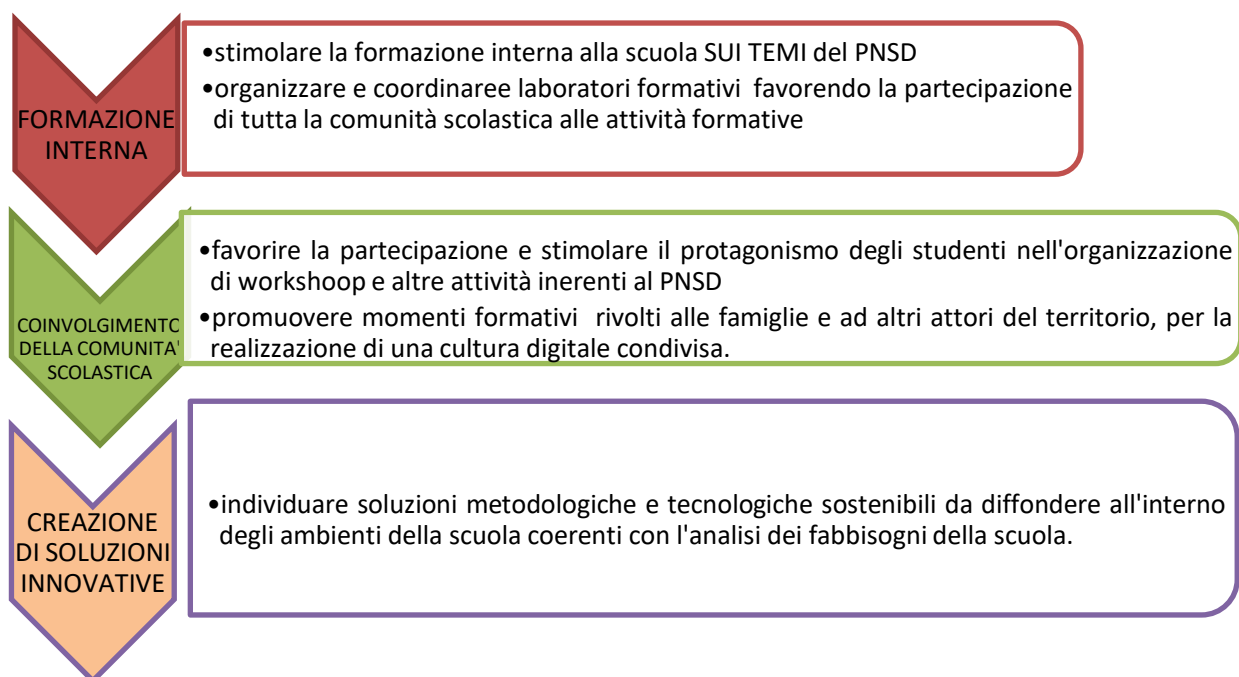 FORMAZIONE
INTERNA
•stimolare la formazione interna alla scuola SUI TEMI del PNSD
•organizzare e coordinaree laboratori formativi favorendo la partecipazione
di tutta la comunità scolastica alle attività formative
COINVOLGIMENTO
DELLA COMUNITA'
SCOLASTICA
•favorire la partecipazione e stimolare il protagonismo degli studenti nell'organizzazione
di workshoop e altre attività inerenti al PNSD
•promuovere momenti formativi rivolti alle famiglie e ad altri attori del territorio, per la
realizzazione di una cultura digitale condivisa.
CREAZIONE
DI SOLUZIONI
INNOVATIVE
•individuare soluzioni metodologiche e tecnologiche sostenibili da diffondere all'interno
degli ambienti della scuola coerenti con l'analisi dei fabbisogni della scuola.